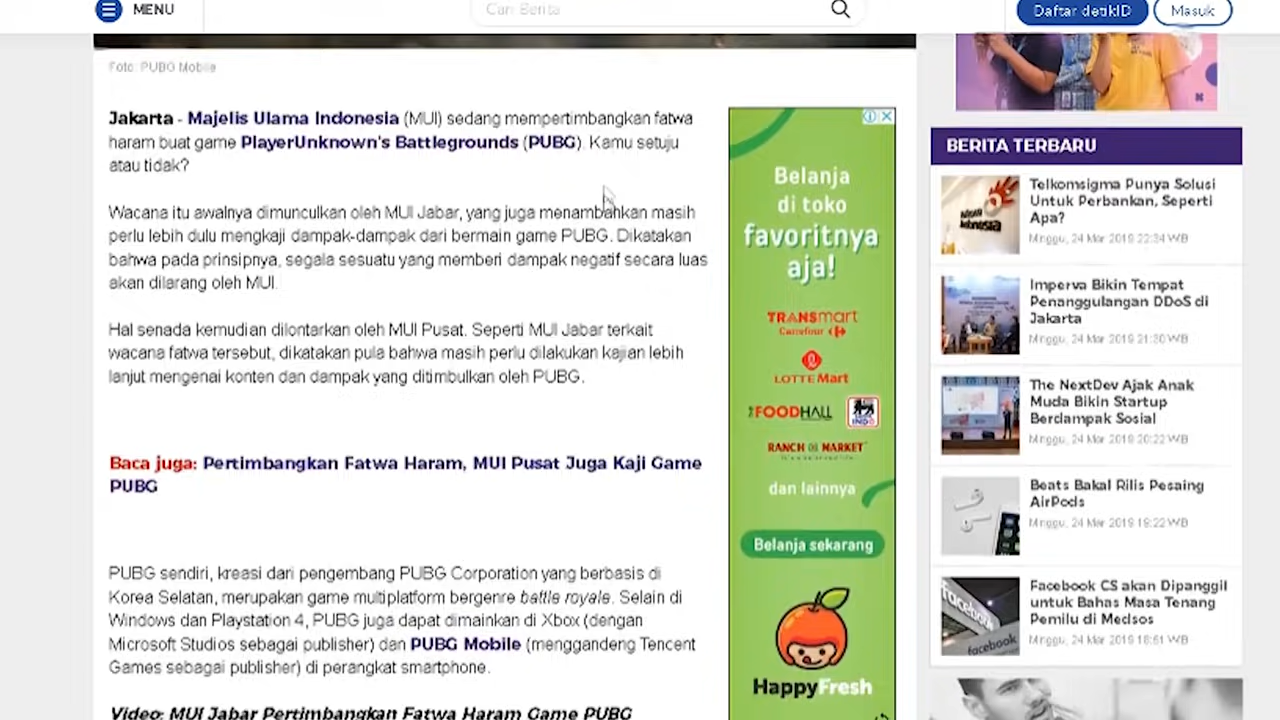 MENU
Cari Berita
Daftar detikID
Masuk
Foto: PUBG Mobile
Jakarta - Majelis Ulama Indonesia (MUI) sedang mempertimbangkan fatwa
haram buat game PlayerUnknown's Battlegrounds (PUBG). Kamu setuju
atau tidak?
Wacana itu awalnya dimunculkan oleh MUI Jabar, yang juga menambahkan masih
perlu lebih dulu mengkaji dampak-dampak dari bermain game PUBG. Dikatakan
bahwa pada prinsipnya, segala sesuatu yang memberi dampak negatif secara luas
akan dilarang oleh MUI.
Hal senada kemudian dilontarkan oleh MUI Pusat. Seperti MUI Jabar terkait
wacana fatwa tersebut, dikatakan pula bahwa masih perlu dilakukan kajian lebih
lanjut mengenai konten dan dampak yang ditimbulkan oleh PUBG.
Baca juga: Pertimbangkan Fatwa Haram, MUI Pusat Juga Kaji Game
PUBG
PUBG sendiri, kreasi dari pengembang PUBG Corporation yang berbasis di
Korea Selatan, merupakan game multiplatform bergenre battle royale. Selain di
Windows dan Playstation 4, PUBG juga dapat dimainkan di Xbox (dengan
Microsoft Studios sebagai publisher) dan PUBG Mobile (menggandeng Tencent
Games sebagai publisher) di perangkat smartphone.
Video: MUI Jabar Pertimbangkan Fatwa Haram Game PUBG
Belanja
di toko
favoritnya
aja!
TRANSmart
Carrefour
LOTTE Mart
THE FOODHALL
LION
INDO
RANCH MARKET
dan lainnya
Belanja sekarang
HappyFresh
BERITA TERBARU
Telkomsigma Punya Solusi
Untuk Perbankan, Seperti
Apa?
Minggu, 24 Mar 2019 22:34 WIB
Imperva Bikin Tempat
Penanggulangan DDoS di
Jakarta
Minggu, 24 Mar 2019 21:30 WIB
The NextDev Ajak Anak
Muda Bikin Startup
Berdampak Sosial
Minggu, 24 Mar 2019 20:22 WIB
Beats Bakal Rilis Pesaing
AirPods
Minggu, 24 Mar 2019 19:22 WIB
Facebook CS akan Dipanggil
untuk Bahas Masa Tenang
Pemilu di Medsos
Minggu, 24 Mar 2019 18:51 WIB
facebook
facebook